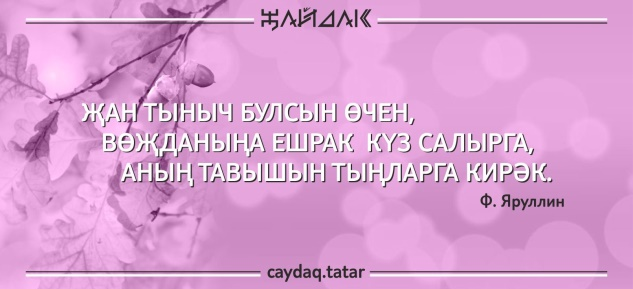 ҖАЙДАК
ҖАН ТЫНЫЧ БУЛСЫН ӨЧЕН,
ВӨҖДАНЫҢА ЕШРАК КҮЗ САЛЫРГА,
АНЫҢ ТАВЫШЫН ТЫҢЛАРГА КИРӘК.
Ф. Яруллин
caydaq.tatar